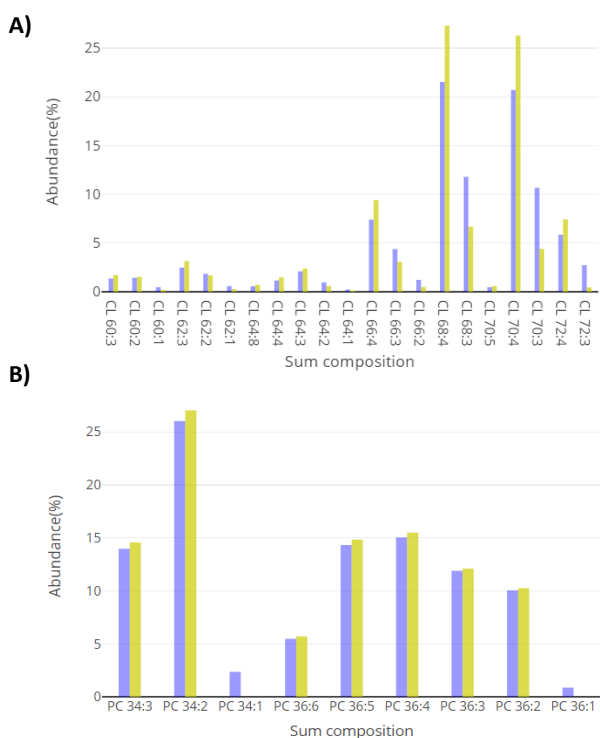 A)
25
20
15
10
5
0
Abundance(%)
CL 60:3
CL 60:2
CL 60:1
CL 62:3
CL 62:2
CL 62:1
CL 64:8
CL 64:4
CL 64:3
CL 64:2
CL 64:1
CL 66:4
CL 66:3
CL 66:2
CL 68:4
CL 68:3
CL 70:5
CL 70:4
CL 70:3
CL 72:4
CL 72:3
Sum composition
B)
25
20
15
10
5
0
Abundance(%)
PC 34:3 PC 34:2 PC 34:1 PC 36:6 PC 36:5 PC 36:4 PC 36:3 PC 36:2 PC 36:1
Sum composition